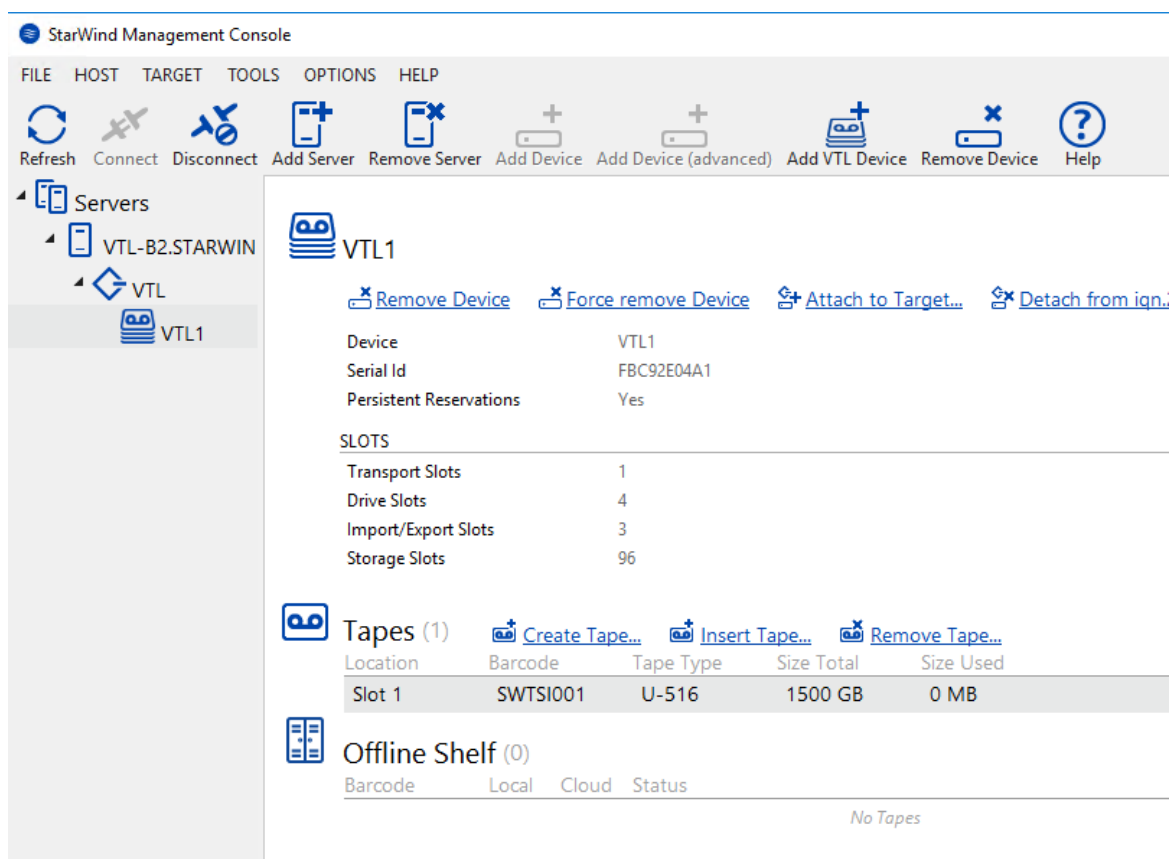 StarWind Management Console
FILE HOST TARGET TOOLS OPTIONS HELP
Refresh Connect Disconnect Add Server Remove Server Add Device Add Device (advanced) Add VTL Device Remove Device Help
Servers
VTL-B2.STARWIN
VTL
VTL1
VTL1
Remove Device Force remove Device Attach to Target... Detach from iqn.2
Device VTL1
Serial Id FBC92E04A1
Persistent Reservations Yes
SLOTS
Transport Slots 1
Drive Slots 4
Import/Export Slots 3
Storage Slots 96
Tapes (1) Create Tape... Insert Tape... Remove Tape...
Location Barcode Tape Type Size Total Size Used
Slot 1 SWTSI001 U-516 1500 GB 0 MB
Offline Shelf (0)
Barcode Local Cloud Status
No Tapes